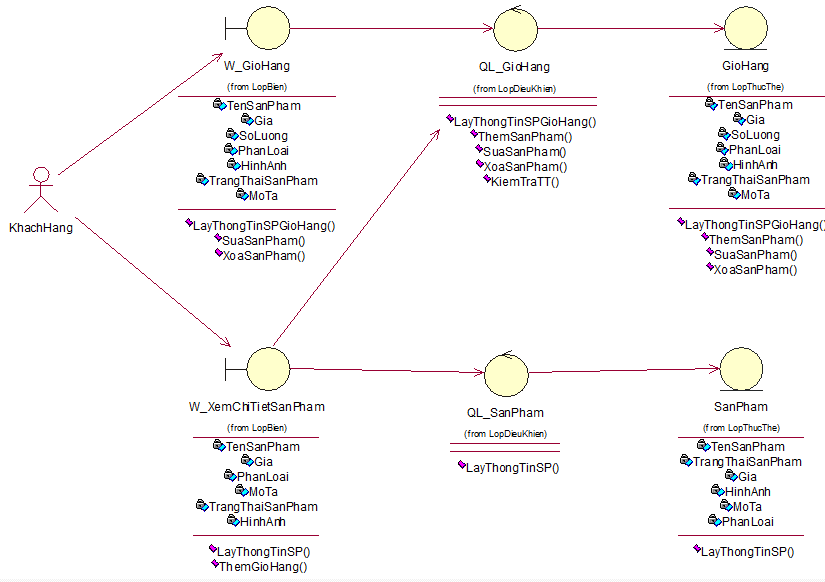 W_GioHang
(from LopBien)
TenSanPham
Gia
SoLuong
PhanLoai
HinhAnh
TrangThaiSanPham
MoTa
LayThongTinSPGioHang()
SuaSanPham()
XoaSanPham()
QL_GioHang
(from LopDieuKhien)
LayThongTinSPGioHang()
ThemSanPham()
SuaSanPham()
XoaSanPham()
KiemTraTT()
GioHang
(from LopThucThe)
TenSanPham
Gia
SoLuong
PhanLoai
HinhAnh
TrangThaiSanPham
MoTa
LayThongTinSPGioHang()
ThemSanPham()
SuaSanPham()
XoaSanPham()
KhachHang
W_XemChiTietSanPham
(from LopBien)
TenSanPham
Gia
PhanLoai
MoTa
TrangThaiSanPham
HinhAnh
LayThongTinSP()
ThemGioHang()
QL_SanPham
(from LopDieuKhien)
LayThongTinSP()
SanPham
(from LopThucThe)
TenSanPham
TrangThaiSanPham
Gia
HinhAnh
MoTa
PhanLoai
LayThongTinSP()